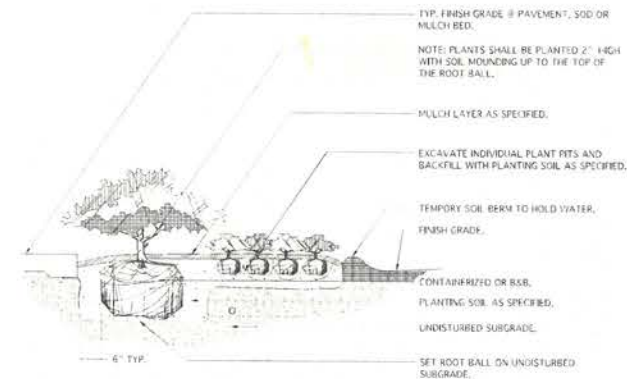 TYP. FINISH GRADE @ PAVEMENT, SOD OR
MULCH BED.
NOTE: PLANTS SHALL BE PLANTED 2" HIGH
WITH SOIL MOUNDING UP TO THE TOP OF
THE ROOT BALL.
MULCH LAYER AS SPECIFIED.
EXCAVATE INDIVIDUAL PLANT PITS AND
BACKFILL WITH PLANTING SOIL AS SPECIFIED.
TEMPORY SOIL BERM TO HOLD WATER.
FINISH GRADE.
CONTAINERIZED OR B&B.
PLANTING SOIL AS SPECIFIED.
UNDISTURBED SUBGRADE.
6" TYP.
SET ROOT BALL ON UNDISTURBED
SUBGRADE.